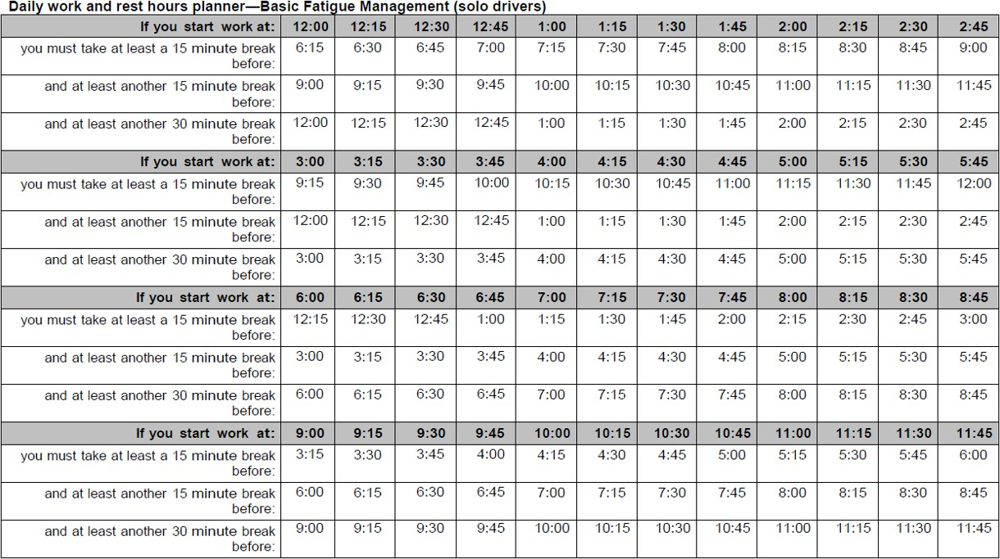 Daily work and rest hours planner—Basic Fatigue Management (solo drivers)
If you start work at: 12:00 12:15 12:30 12:45 1:00 1:15 1:30 1:45 2:00 2:15 2:30 2:45
you must take at least a 15 minute break 6:15 6:30 6:45 7:00 7:15 7:30 7:45 8:00 8:15 8:30 8:45 9:00
before:
and at least another 15 minute break 9:00 9:15 9:30 9:45 10:00 10:15 10:30 10:45 11:00 11:15 11:30 11:45
before:
and at least another 30 minute break 12:00 12:15 12:30 12:45 1:00 1:15 1:30 1:45 2:00 2:15 2:30 2:45
before:
If you start work at: 3:00 3:15 3:30 3:45 4:00 4:15 4:30 4:45 5:00 5:15 5:30 5:45
you must take at least a 15 minute break 9:15 9:30 9:45 10:00 10:15 10:30 10:45 11:00 11:15 11:30 11:45 12:00
before:
and at least another 15 minute break 12:00 12:15 12:30 12:45 1:00 1:15 1:30 1:45 2:00 2:15 2:30 2:45
before:
and at least another 30 minute break 3:00 3:15 3:30 3:45 4:00 4:15 4:30 4:45 5:00 5:15 5:30 5:45
before:
If you start work at: 6:00 6:15 6:30 6:45 7:00 7:15 7:30 7:45 8:00 8:15 8:30 8:45
you must take at least a 15 minute break 12:15 12:30 12:45 1:00 1:15 1:30 1:45 2:00 2:15 2:30 2:45 3:00
before:
and at least another 15 minute break 3:00 3:15 3:30 3:45 4:00 4:15 4:30 4:45 5:00 5:15 5:30 5:45
before:
and at least another 30 minute break 6:00 6:15 6:30 6:45 7:00 7:15 7:30 7:45 8:00 8:15 8:30 8:45
before:
If you start work at: 9:00 9:15 9:30 9:45 10:00 10:15 10:30 10:45 11:00 11:15 11:30 11:45
you must take at least a 15 minute break 3:15 3:30 3:45 4:00 4:15 4:30 4:45 5:00 5:15 5:30 5:45 6:00
before:
and at least another 15 minute break 6:00 6:15 6:30 6:45 7:00 7:15 7:30 7:45 8:00 8:15 8:30 8:45
before:
and at least another 30 minute break 9:00 9:15 9:30 9:45 10:00 10:15 10:30 10:45 11:00 11:15 11:30 11:45
before: